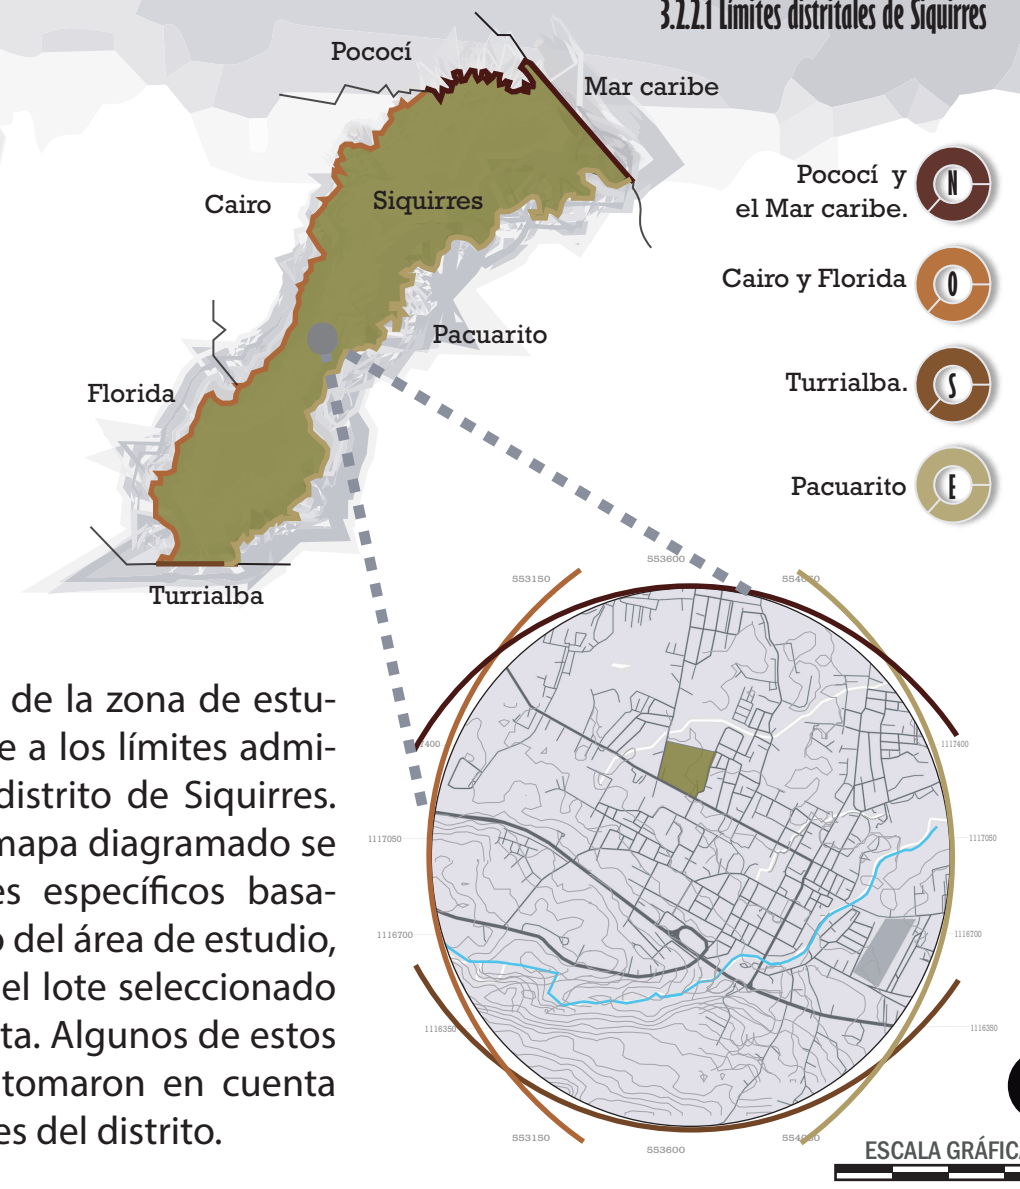 3.2.2.1 Límites distritales de Siquirres
Pococí
Mar caribe
Cairo
Siquirres
Pacuarito
Florida
Turrialba
Pococí y
el Mar caribe.
N
Cairo y Florida
O
Turrialba.
S
Pacuarito
E
de la zona de estu-
e a los límites admi-
distrito de Siquirres.
mapa diagramado se
es específicos basa-
o del área de estudio,
el lote seleccionado
ta. Algunos de estos
tomaron en cuenta
es del distrito.
553150
553600
7400
1117400
1117050
1117050
1116700
1116700
1116350
1116350
553150
553600
ESCALA GRÁFICA